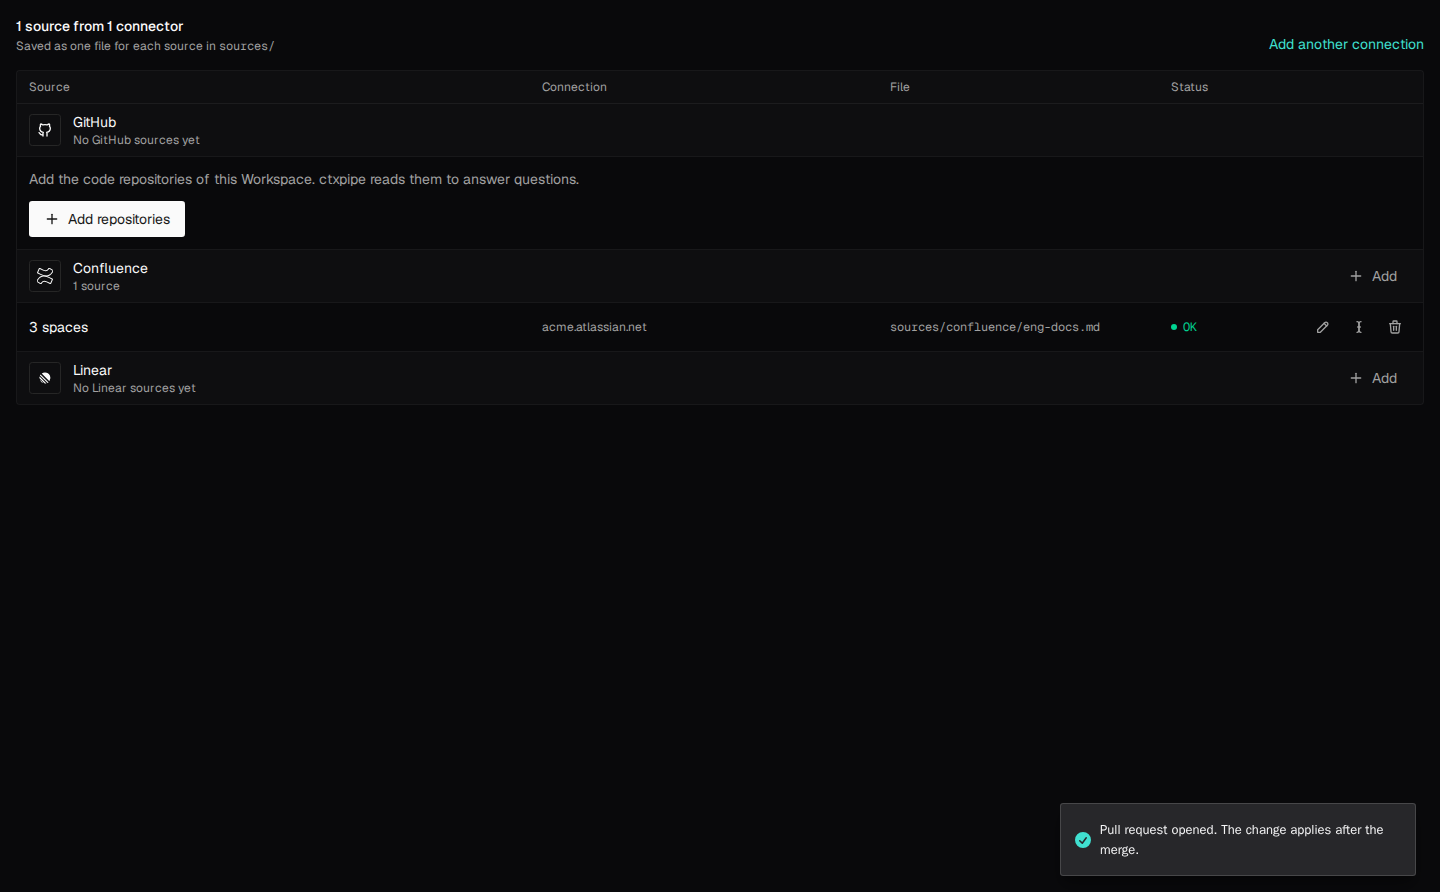 1 source from 1 connector
Saved as one file for each source in sources/
Add another connection
Source Connection File Status
GitHub
No GitHub sources yet
Add the code repositories of this Workspace. ctxpipe reads them to answer questions.
Add repositories
Confluence
1 source
Add
3 spaces acme.atlassian.net sources/confluence/eng-docs.md OK
Linear
No Linear sources yet
Add
Pull request opened. The change applies after the
merge.